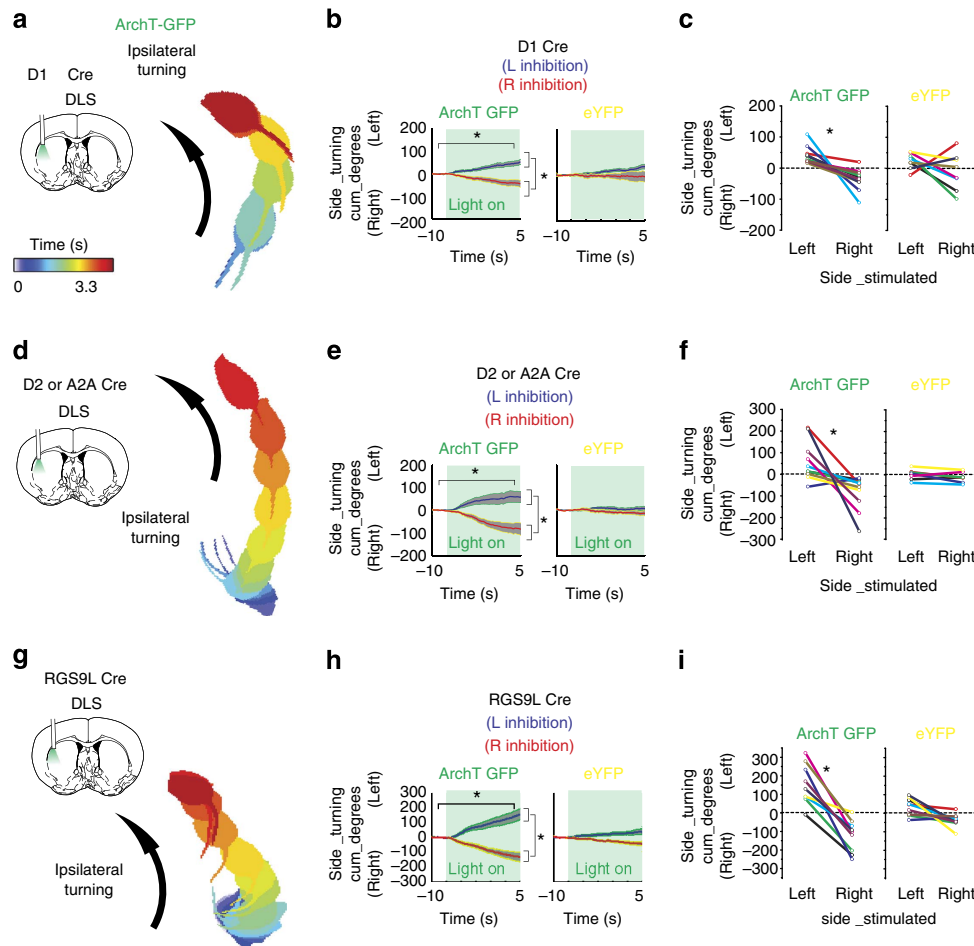 a
ArchT-GFP
Ipsilateral
turning
D1 Cre
DLS
Time (s)
0 3.3
b
D1 Cre
(L inhibition)
(R inhibition)
ArchT GFP eYFP
Side _turning
cum_degrees
(Right) (Left)
200
100
0
–100
–200
*
*
Light on
–10 5 –10 5
Time (s) Time (s)
c
ArchT GFP eYFP
Side _turning
cum_degrees
(Right) (Left)
200
100
0
–100
–200
*
Left Right Left Right
Side _stimulated
d
D2 or A2A Cre
DLS
Ipsilateral
turning
e
D2 or A2A Cre
(L inhibition)
(R inhibition)
ArchT GFP eYFP
Side _turning
cum_degrees
(Right) (Left)
200
100
0
–100
–200
*
*
Light on Light on
–10 5 –10 5
Time (s) Time (s)
f
ArchT GFP eYFP
Side _turning
cum_degrees
(Right) (Left)
300
200
100
0
–100
–200
–300
*
Left Right Left Right
Side _stimulated
g
RGS9L Cre
DLS
Ipsilateral
turning
h
RGS9L Cre
(L inhibition)
(R inhibition)
ArchT GFP eYFP
Side _turning
cum_degrees
(Right) (Left)
300
200
100
0
–100
200
300
*
*
Light on Light on
–10 5 –10 5
Time (s) Time (s)
i
ArchT GFP eYFP
Side _turning
cum_degrees
(Right) (Left)
300
200
100
0
–100
–200
–300
*
Left Right Left Right
side _stimulated